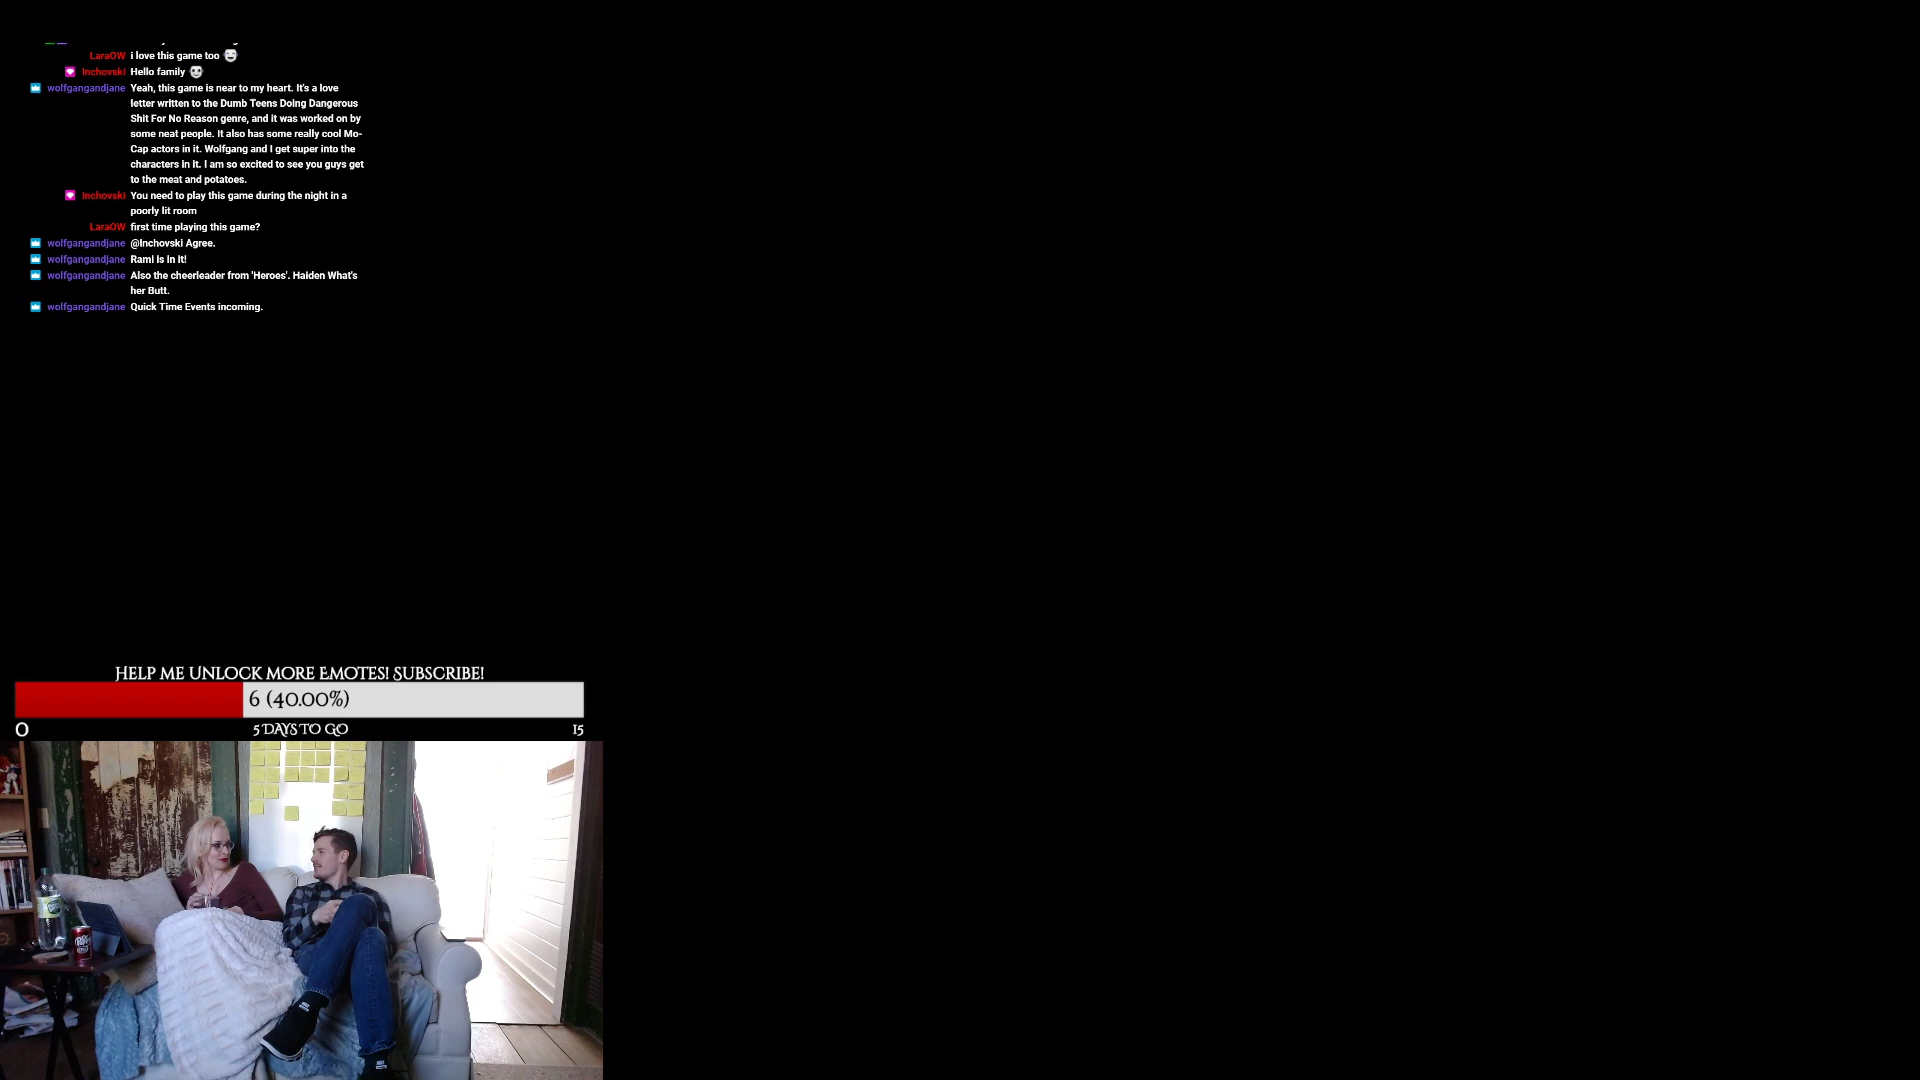 LaraOW i love this game too
Inchovski Hello family
wolfgangandjane Yeah, this game is near to my heart. It's a love
letter written to the Dumb Teens Doing Dangerous
Shit For No Reason genre, and it was worked on by
some neat people. It also has some really cool Mo-
Cap actors in it. Wolfgang and I get super into the
characters in it. I am so excited to see you guys get
to the meat and potatoes.
Inchovski You need to play this game during the night in a
poorly lit room
LaraOW first time playing this game?
wolfgangandjane @Inchovski Agree.
wolfgangandjane Rami is in it!
wolfgangandjane Also the cheerleader from 'Heroes'. Haiden What's
her Butt.
wolfgangandjane Quick Time Events incoming.
Help me Unlock more Emotes! Subscribe!
6 (40.00%)
0 5 days to go 15